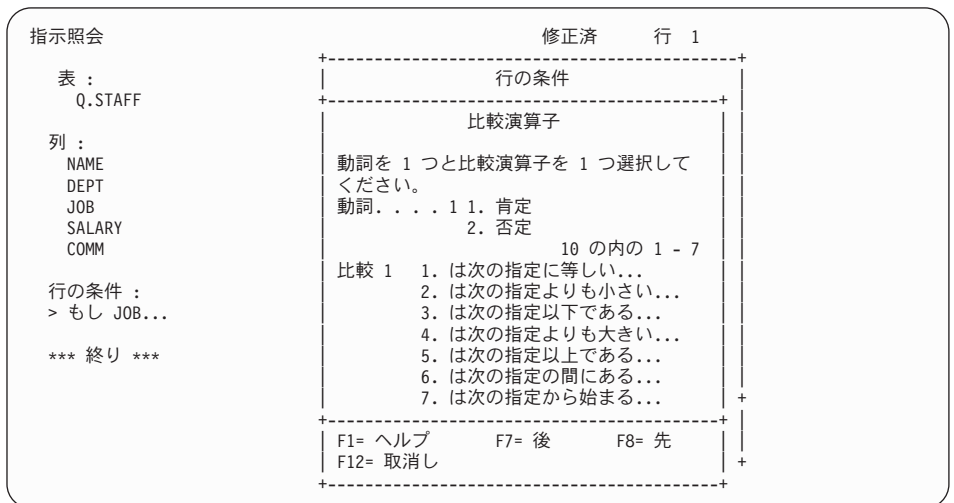 指示照会 修正済 行 1
+---------------------------------------------+
表 : | 行の条件 |
Q.STAFF +-------------------------------------------+ |
| 比較演算子 | |
列 : | | |
NAME | 動詞を 1 つと比較演算子を 1 つ選択して | |
DEPT | ください。 | |
JOB | 動詞. . . . 1 1. 肯定 | |
SALARY | 2. 否定 | |
COMM | 10 の内の 1 - 7 | |
| 比較 1 1. は次の指定に等しい... | |
行の条件 : | 2. は次の指定よりも小さい... | |
> もし JOB... | 3. は次の指定以下である... | |
| 4. は次の指定よりも大きい... | |
*** 終り *** | 5. は次の指定以上である... | |
| 6. は次の指定の間にある... | |
| 7. は次の指定から始まる... | +
+-------------------------------------------+ |
| F1= ヘルプ F7= 後 F8= 先 | |
| F12= 取消し | +
+-------------------------------------------+